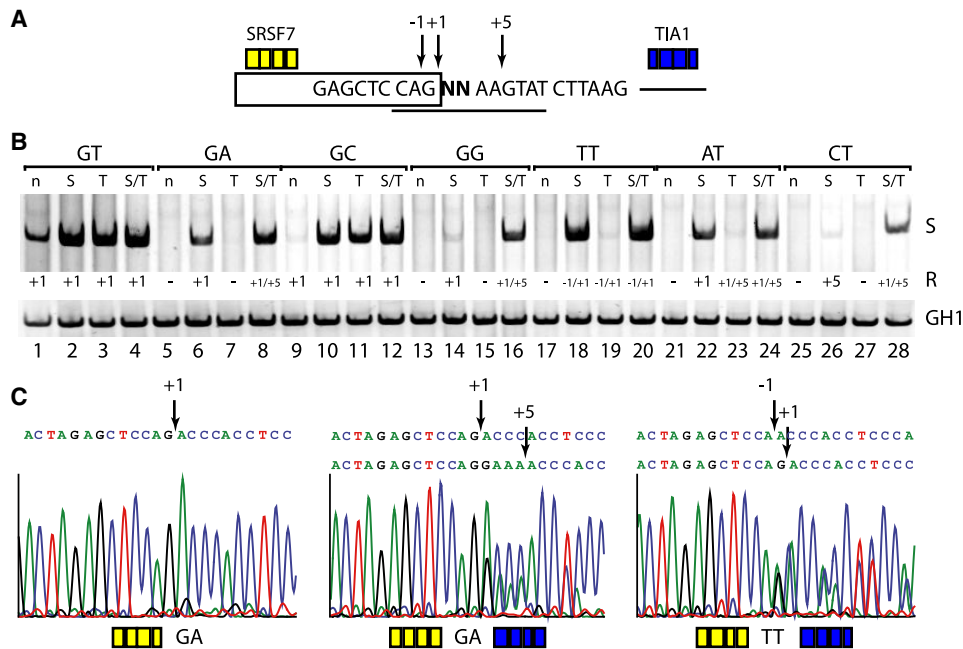 A
SRSF7
-1 +1 +5
TIA1
GAGCTC CAG NN AAGTAT CTTAAG
B
GT GA GC GG TT AT CT
n S T S/T n S T S/T n S T S/T n S T S/T n S T S/T n S T S/T n S T S/T
S
+1 +1 +1 +1 - +1 - +1/+5 +1 +1 +1 +1 - +1 - +1/+5 - -1/+1 -1/+1 -1/+1 - +1 +1/+5 +1/+5 - +5 - +1/+5 R
GH1
1 2 3 4 5 6 7 8 9 10 11 12 13 14 15 16 17 18 19 20 21 22 23 24 25 26 27 28
C
+1
ACTAGAGCTCCAGACCCACCTCC
GA
+1
+5
ACTAGAGCTCCAGACCCACCTCCC
ACTAGAGCTCCAGGAAAACCCACC
GA
-1
+1
ACTAGAGCTCCAACCCACCTCCCA
ACTAGAGCTCCAGACCCACCTCCC
TT